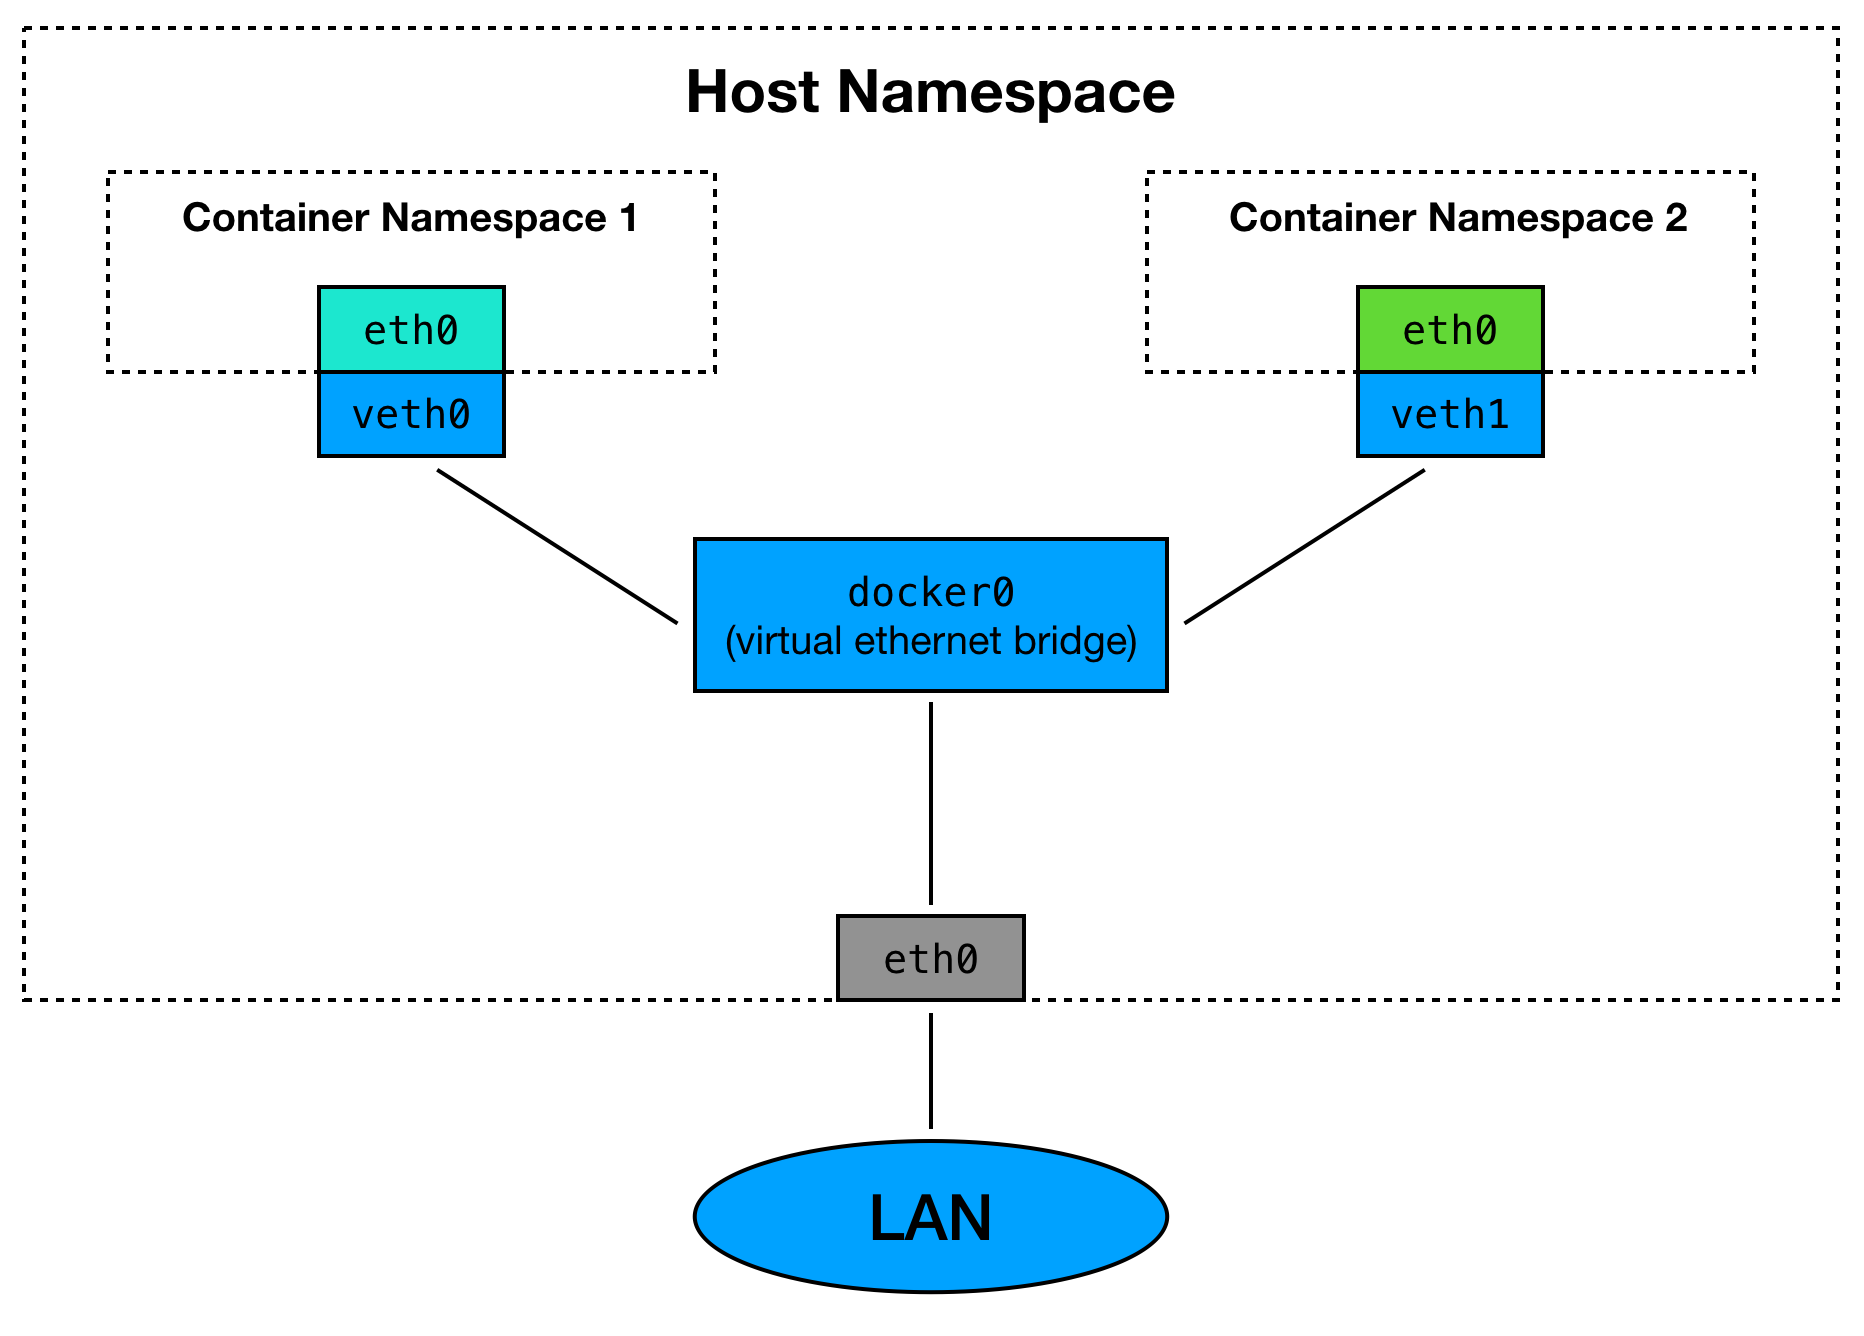 Host Namespace
Container Namespace 1
Container Namespace 2
eth0
eth0
veth0
veth1
docker0
(virtual ethernet bridge)
eth0
LAN